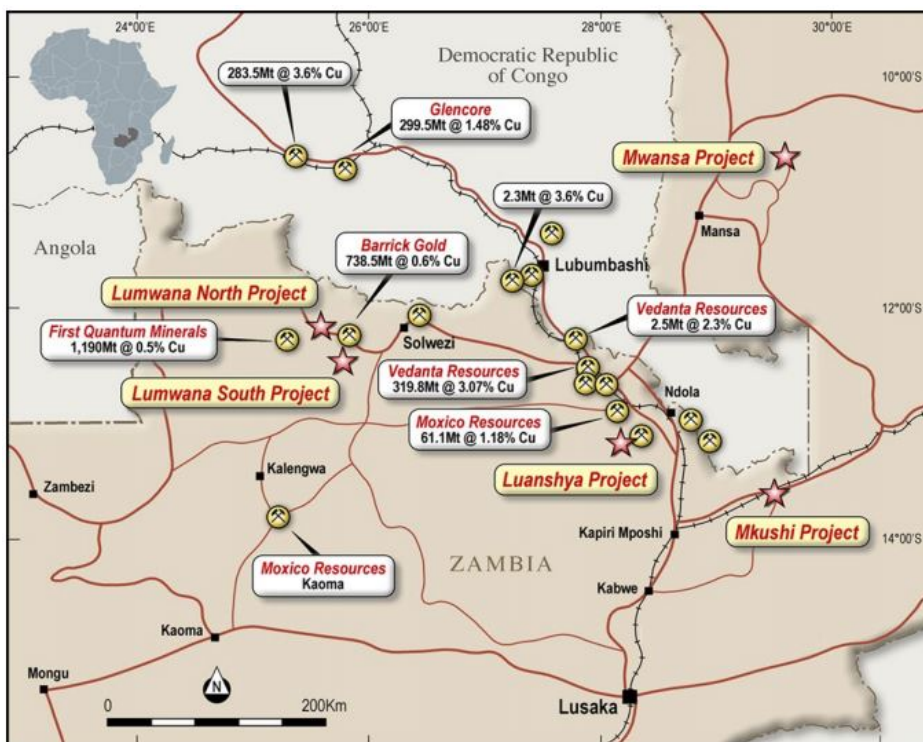 24°00'E
26°00'E
28°00'E
30°00'E
Democratic Republic
of Congo
10°00'S
283.5Mt @ 3.6% Cu
Glencore
299.5Mt @ 1.48% Cu
Mwansa Project
2.3Mt @ 3.6% Cu
Mansa
Angola
Barrick Gold
738.5Mt @ 0.6% Cu
Lubumbashi
Lumwana North Project
12°00'S
First Quantum Minerals
1,190Mt @ 0.5% Cu
Solwezi
Vedanta Resources
2.5Mt @ 2.3% Cu
Lumwana South Project
Vedanta Resources
319.8Mt @ 3.07% Cu
Ndola
Moxico Resources
61.1Mt @ 1.18% Cu
Kalengwa
Luanshya Project
Zambezi
Mkushi Project
Kapiri Mposhi
14°00'S
Moxico Resources
Kaoma
ZAMBIA
Kabwe
Kaoma
Mongu
N
0
200Km
Lusaka